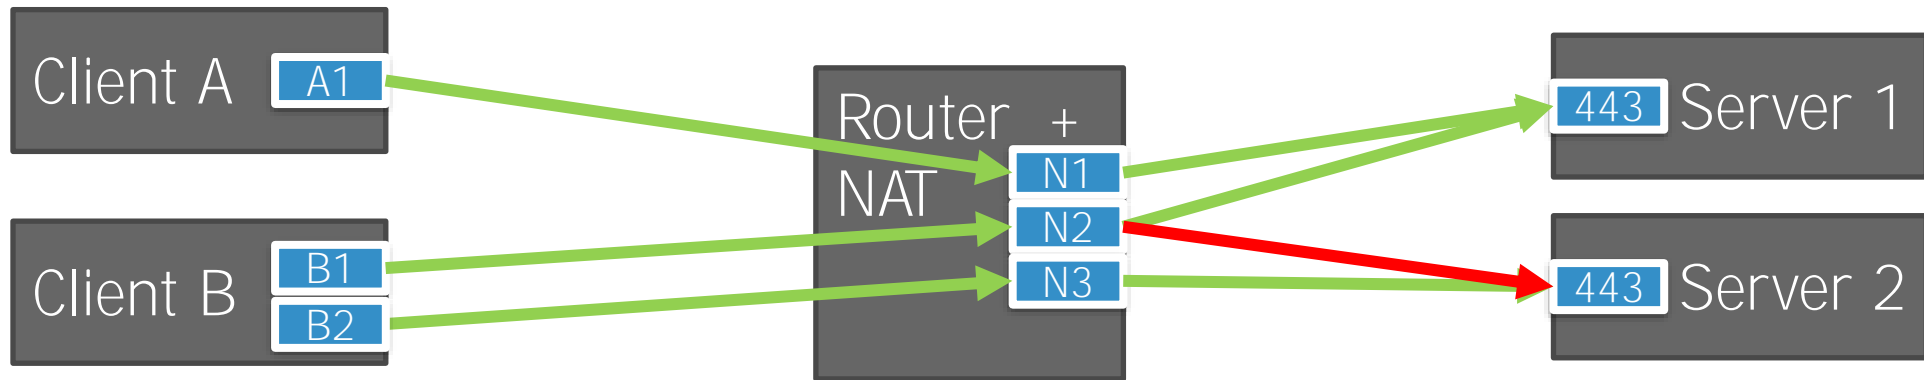 Client A
A1
Client B
B1
B2
Router +
NAT
N1
N2
N3
443 Server 1
443 Server 2